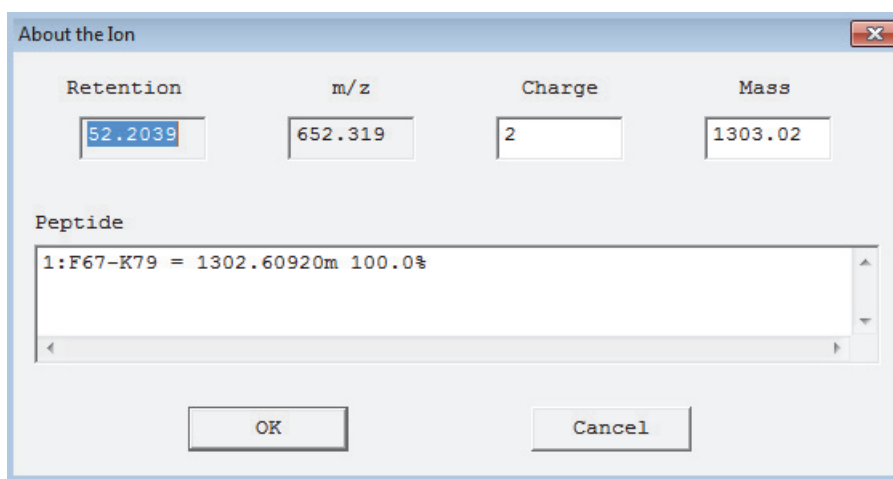 About the Ion
Retention m/z Charge Mass
52.2039 652.319 2 1303.02
Peptide
1:F67-K79 = 1302.60920m 100.0%
OK Cancel